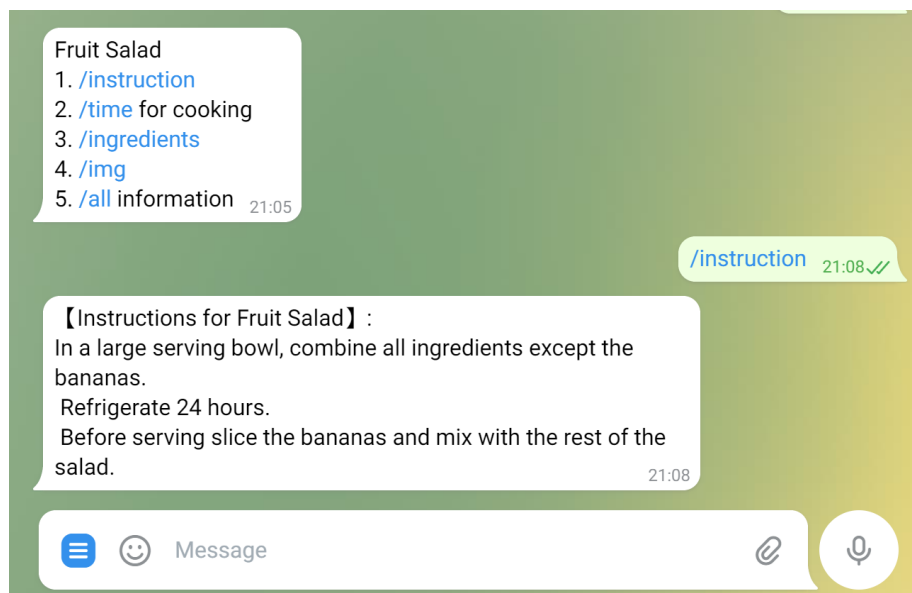 Fruit Salad
1. /instruction
2. /time for cooking
3. /ingredients
4. /img
5. /all information 21:05
/instruction 21:08
【Instructions for Fruit Salad】:
In a large serving bowl, combine all ingredients except the
bananas.
Refrigerate 24 hours.
Before serving slice the bananas and mix with the rest of the
salad. 21:08
Message